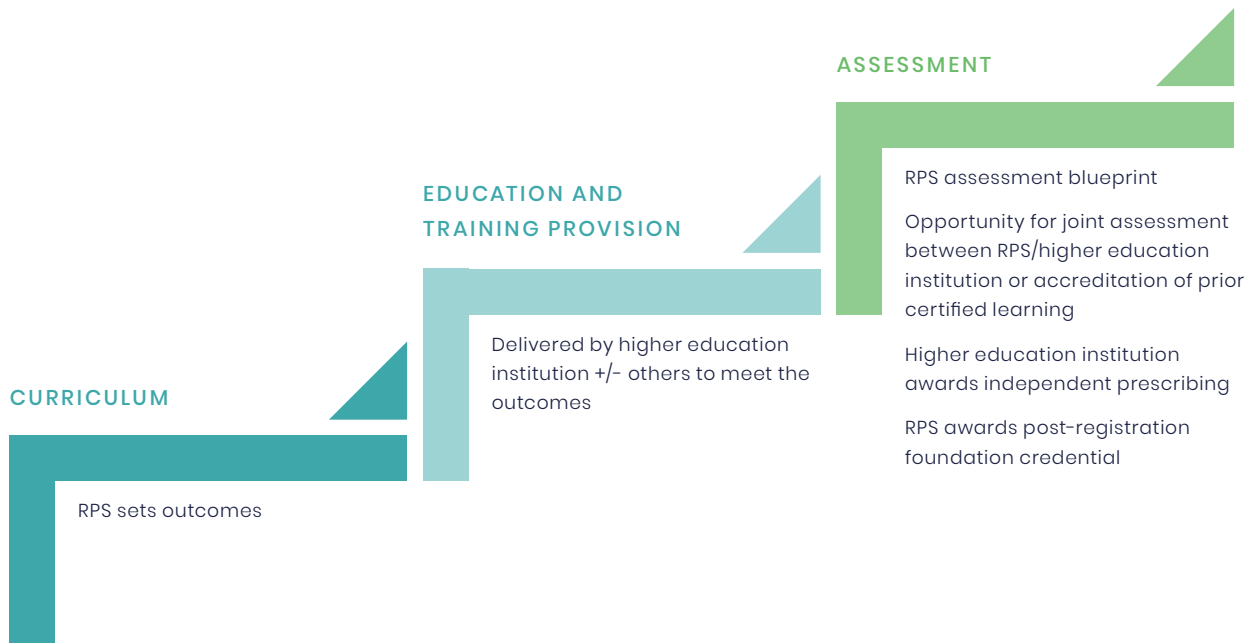 CURRICULUM
RPS sets outcomes
EDUCATION AND
TRAINING PROVISION
Delivered by higher education
institution +/- others to meet the
outcomes
ASSESSMENT
RPS assessment blueprint
Opportunity for joint assessment
between RPS/higher education
institution or accreditation of prior
certified learning
Higher education institution
awards independent prescribing
RPS awards post-registration
foundation credential